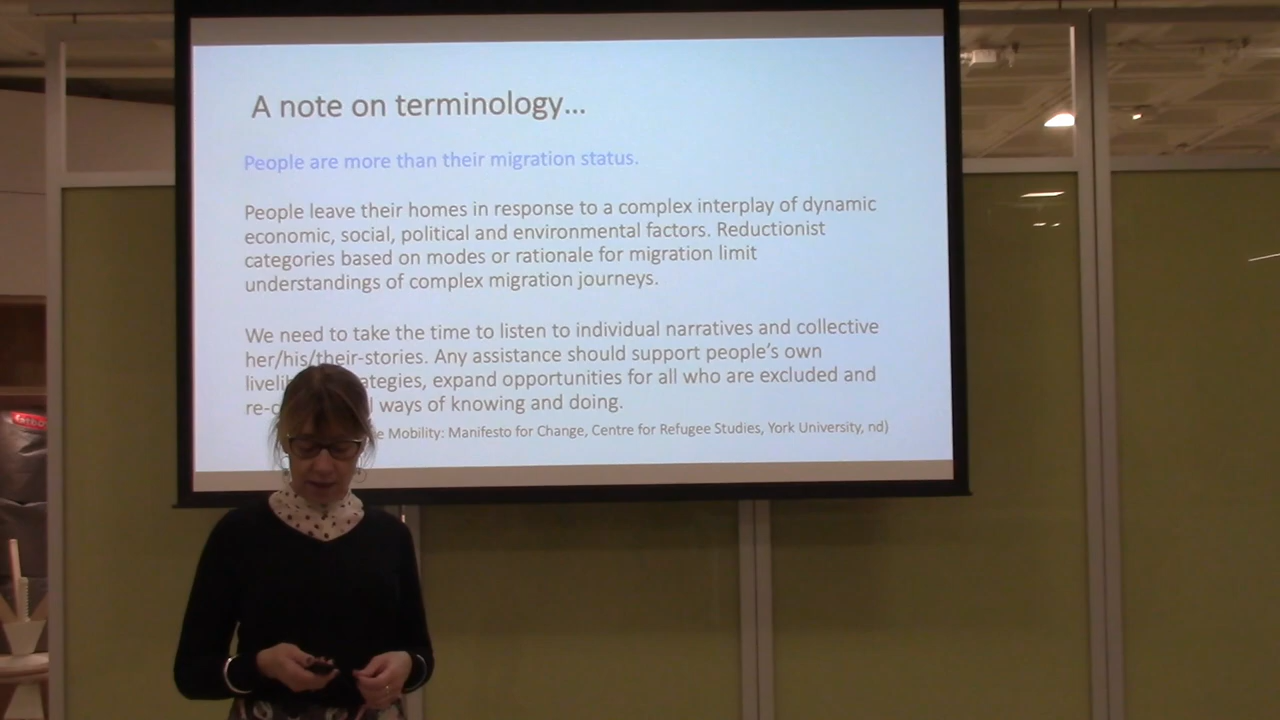 A note on terminology...
People are more than their migration status.
People leave their homes in response to a complex interplay of dynamic
economic, social, political and environmental factors. Reductionist
categories based on modes or rationale for migration limit
understandings of complex migration journeys.
We need to take the time to listen to individual narratives and collective
her/his/their-stories. Any assistance should support people's own
expand opportunities for all who are excluded and
ways of knowing and doing.
Mobility: Manifesto for Change, Centre for Refugee Studies, York University, nd)